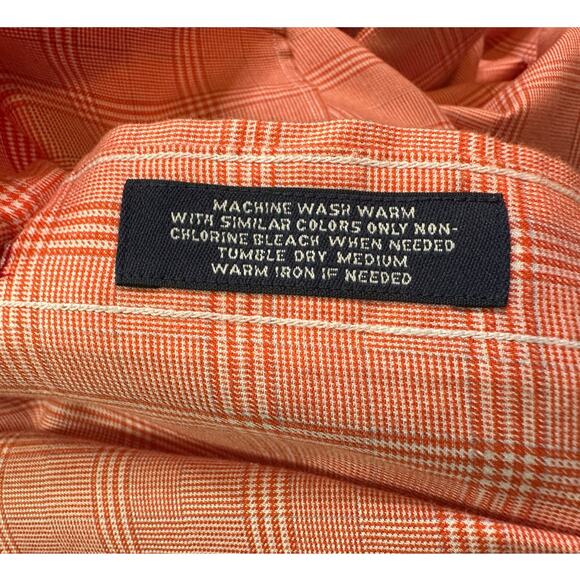 MACHINE WASH WARM
WITH SIMILAR COLORS ONLY NON-
CHLORINE BLEACH WHEN NEEDED
TUMBLE DRY MEDIUM
WARM IRON IF NEEDED